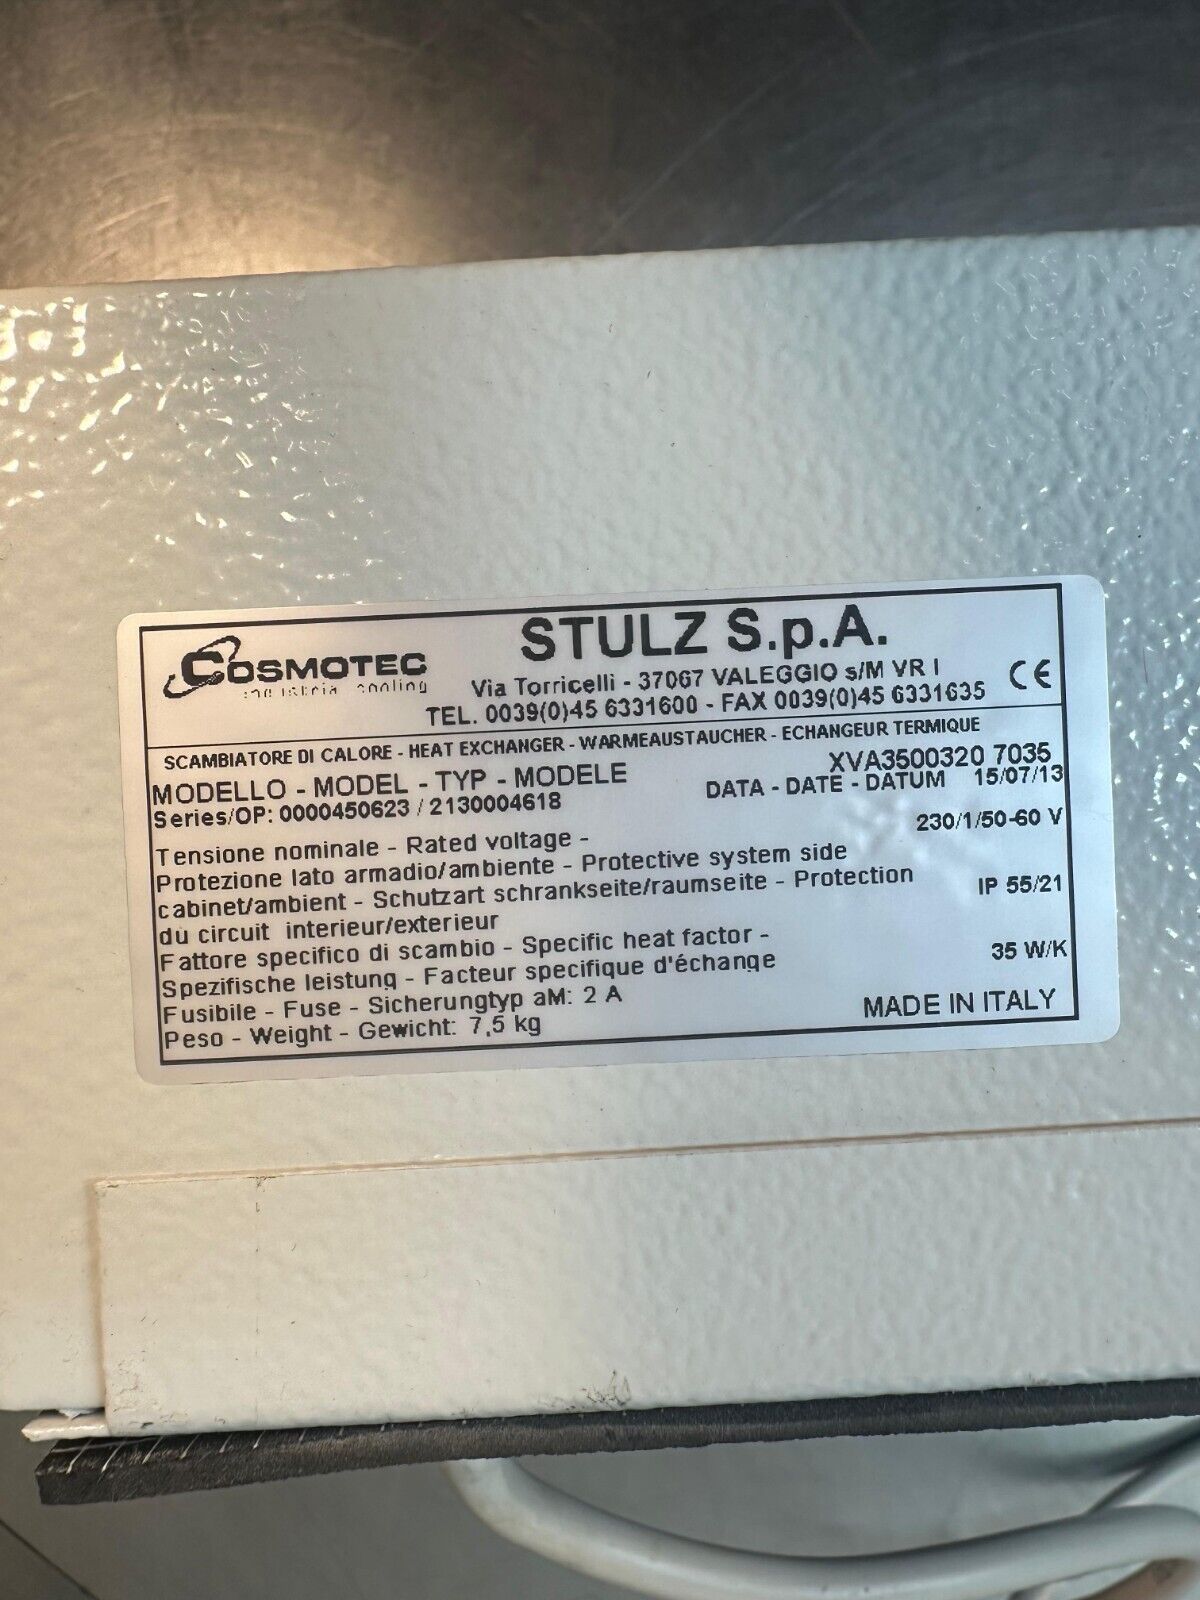 COSMOTEC
industrial cooling
STULZ S.p.A.
Via Torricelli - 37067 VALEGGIO s/M VR I
TEL. 0039(0)45 6331600 - FAX 0039(0)45 6331635
CE
SCAMBIATORE DI CALORE - HEAT EXCHANGER - WARMEAUSTAUCHER - ECHANGEUR TERMIQUE
MODELLO - MODEL - TYP - MODELE XVA3500320 7035
Series/OP: 0000450623 / 2130004618 DATA - DATE - DATUM 15/07/13
Tensione nominale - Rated voltage - 230/1/50-60 V
Protezione lato armadio/ambiente - Protective system side
cabinet/ambient - Schutzart schrankseite/raumseite - Protection IP 55/21
du circuit interieur/exterieur
Fattore specifico di scambio - Specific heat factor - 35 W/K
Spezifische leistung - Facteur specifique d'échange
Fusibile - Fuse - Sicherungtyp aM: 2 A
Peso - Weight - Gewicht: 7,5 kg MADE IN ITALY